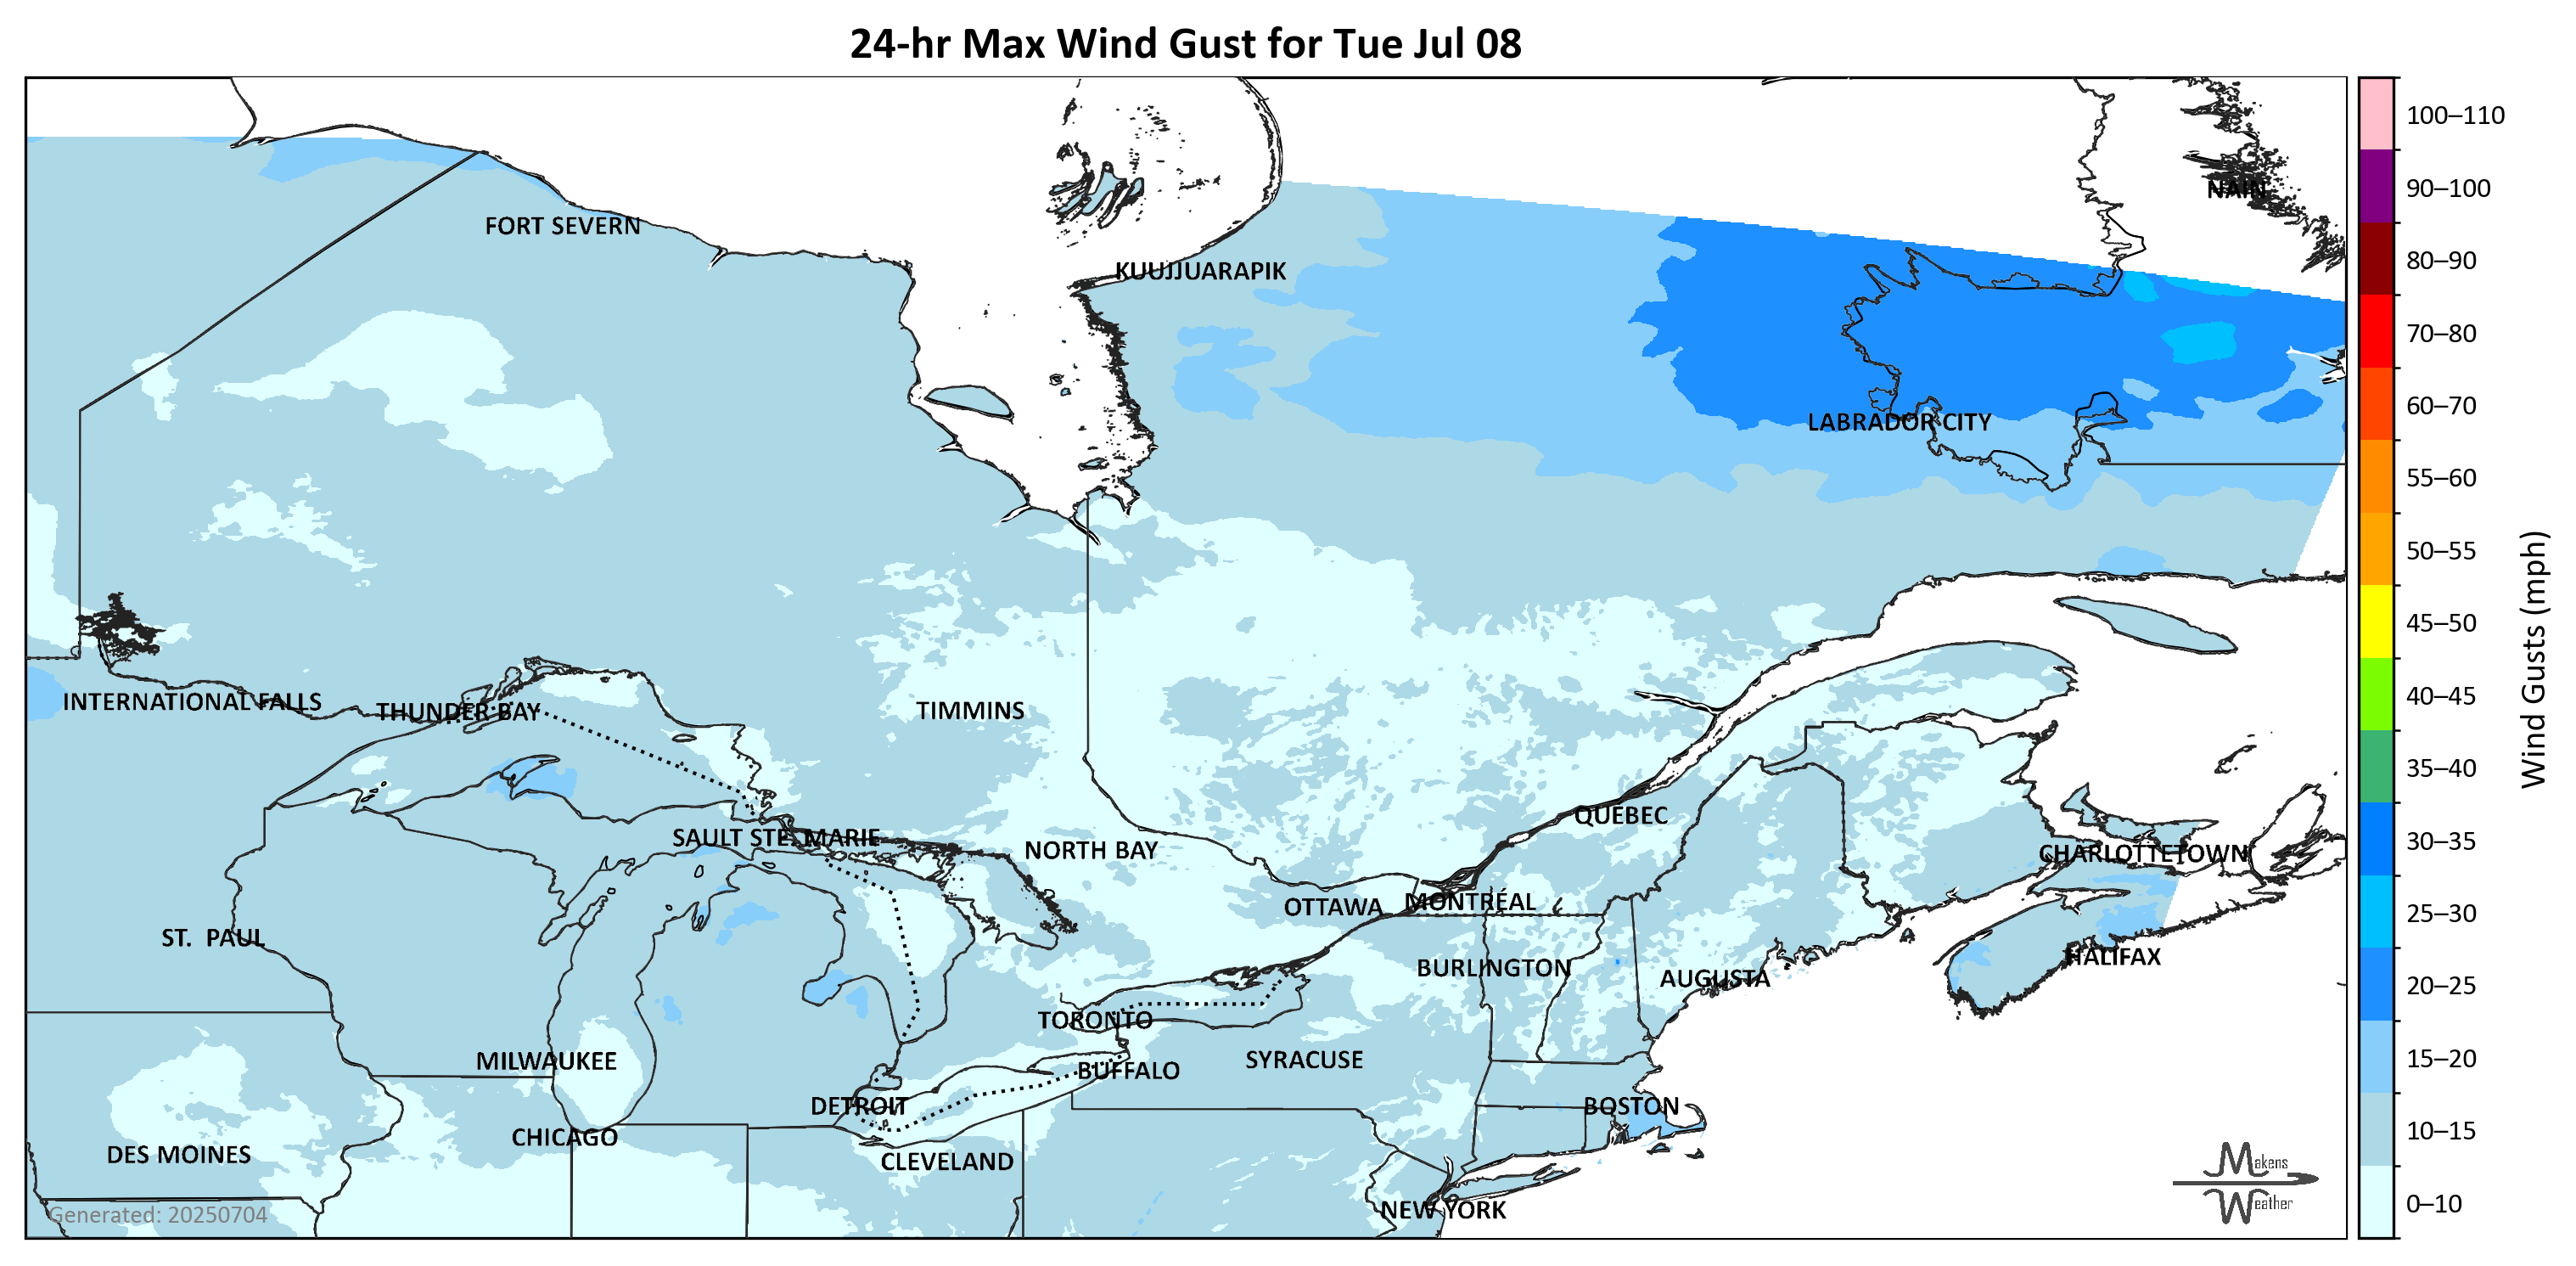 24-hr Max Wind Gust for Tue Jul 08
100–110
90–100
NAIN
FORT SEVERN
80–90
KUUJJUARAPIK
70–80
60–70
LABRADOR CITY
55–60
50–55
45–50
Wind Gusts (mph)
40–45
INTERNATIONAL FALLS
THUNDER BAY
TIMMINS
35–40
QUÉBEC
30–35
SAULT STE. MARIE
NORTH BAY
CHARLOTTETOWN
OTTAWA
MONTRÉAL
25–30
ST. PAUL
HALIFAX
BURLINGTON
AUGUSTA
20–25
TORONTO
MILWAUKEE
SYRACUSE
15–20
BUFFALO
DETROIT
BOSTON
CHICAGO
10–15
DES MOINES
CLEVELAND
Makens
Weather
0–10
NEW YORK
Generated: 20250704